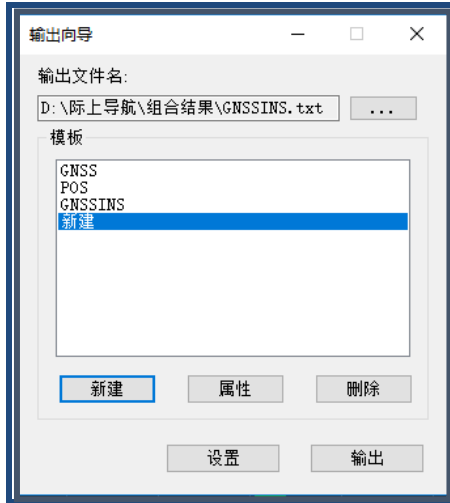 输出向导
输出文件名:
D:\际上导航\组合结果\GNSSINS.txt ...
模板
GNSS
POS
GNSSINS
新建
新建 属性 删除
设置 输出